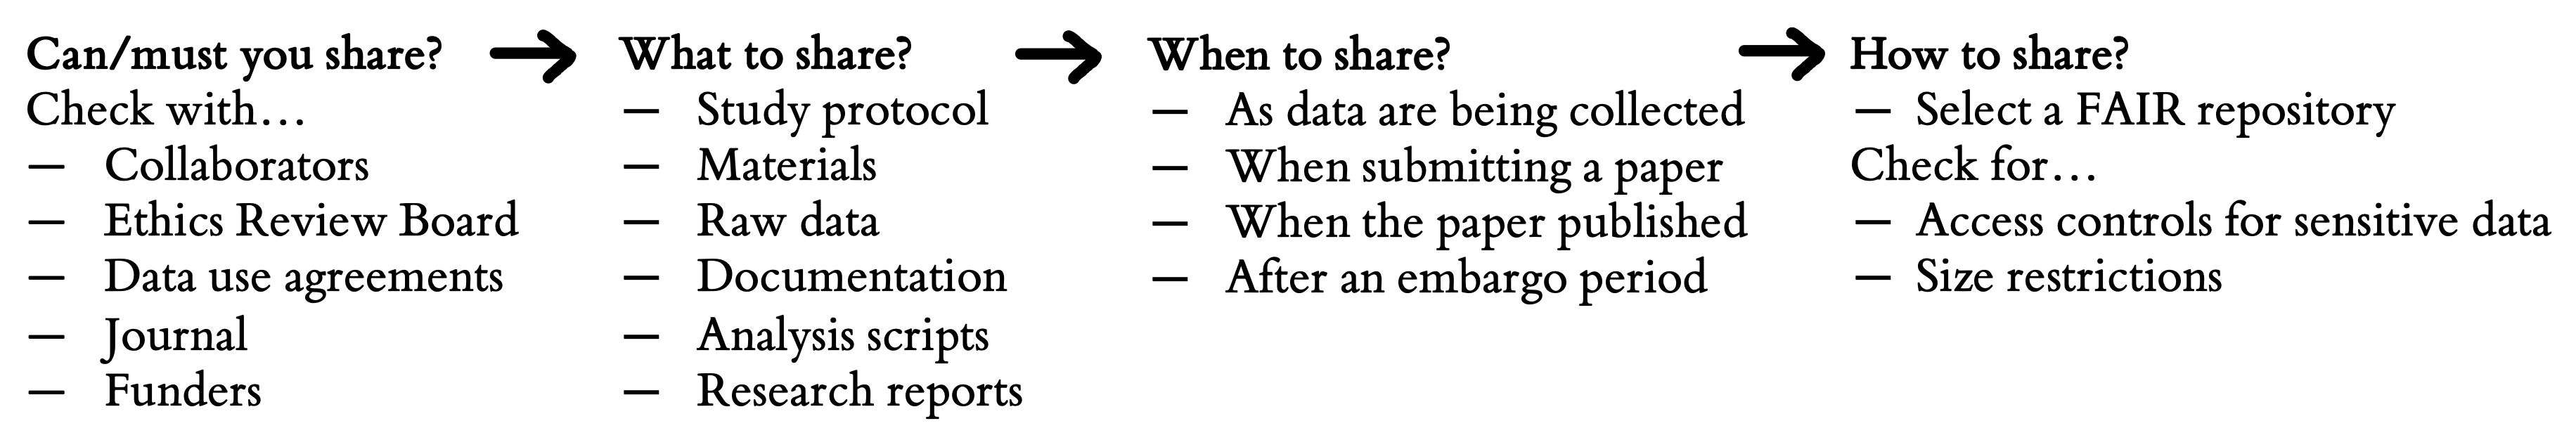 Can/must you share?
Check with…
— Collaborators
— Ethics Review Board
— Data use agreements
— Journal
— Funders
What to share?
— Study protocol
— Materials
— Raw data
— Documentation
— Analysis scripts
— Research reports
When to share?
— As data are being collected
— When submitting a paper
— When the paper published
— After an embargo period
How to share?
— Select a FAIR repository
Check for…
— Access controls for sensitive data
— Size restrictions